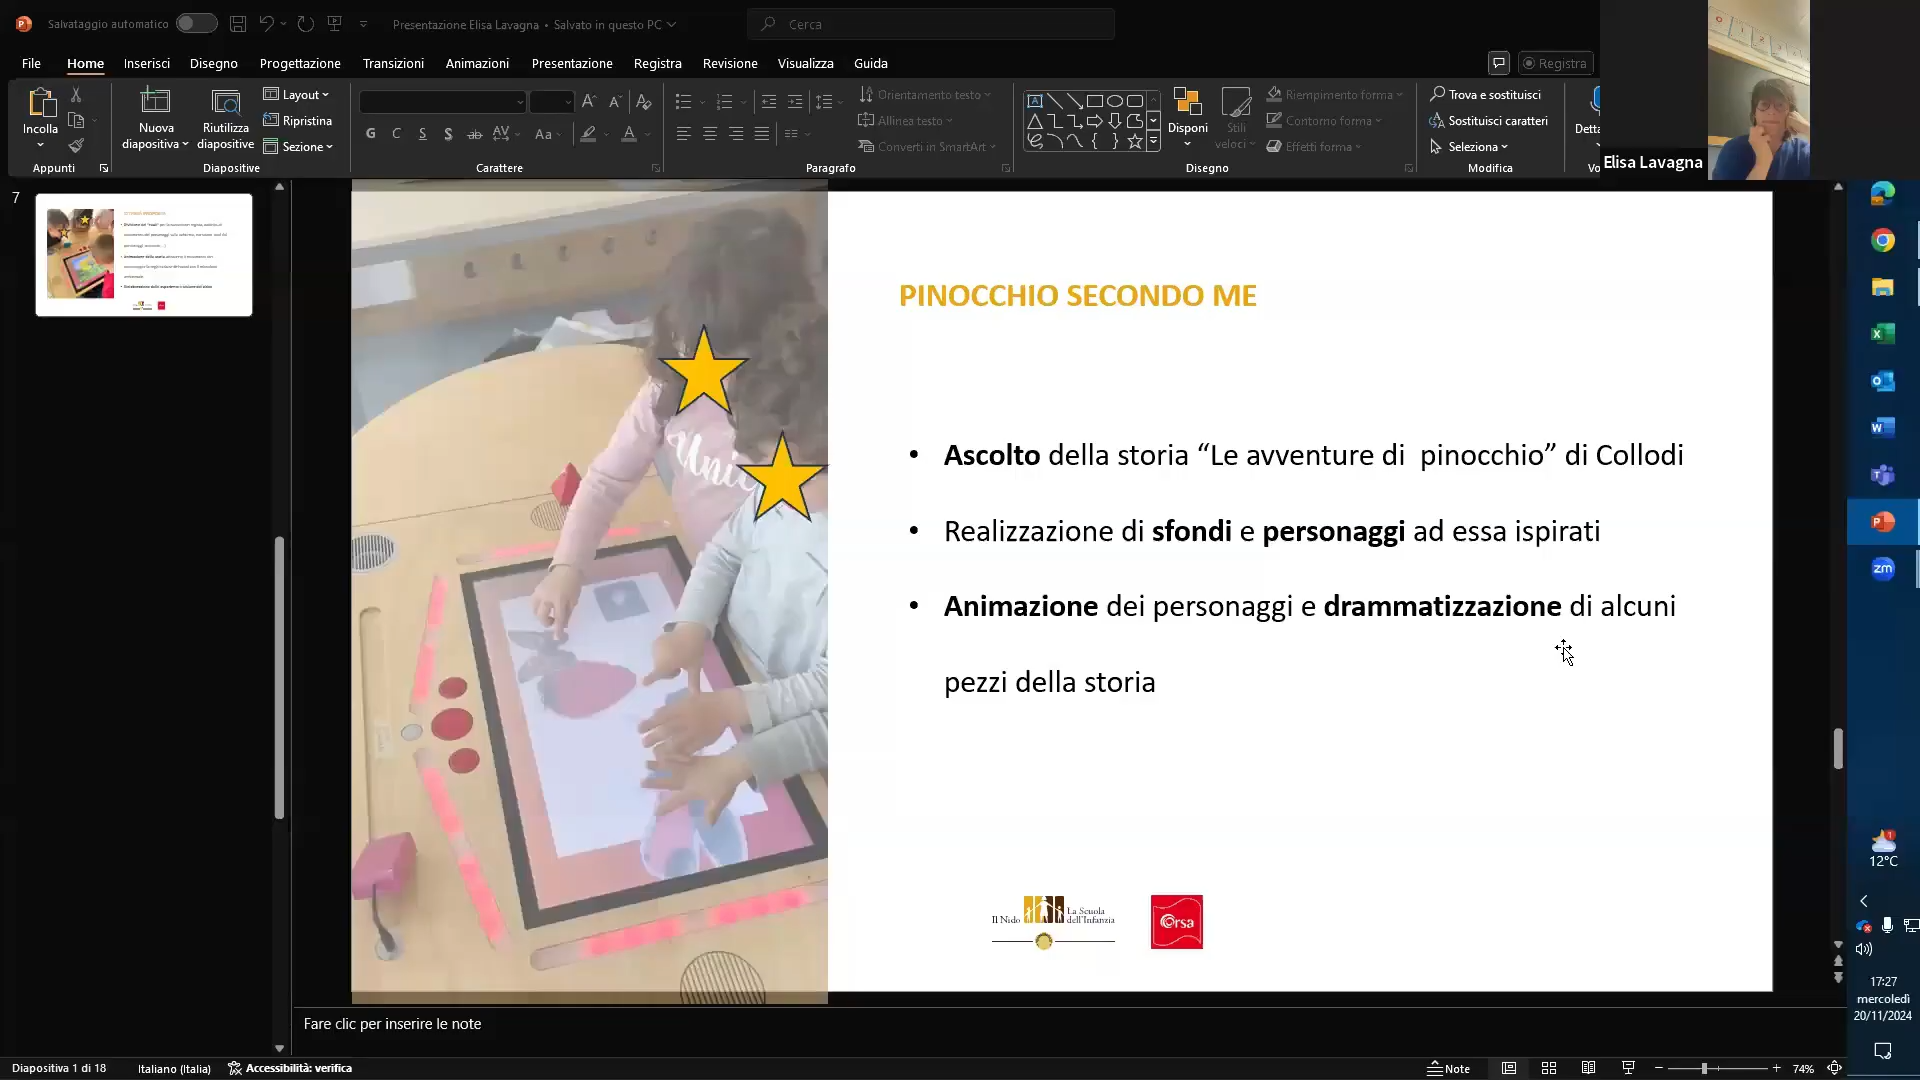 Salvataggio automatico
Presentazione Elisa Lavagna • Salvato in questo PC
Cerca
File Home Inserisci Disegno Progettazione Transizioni Animazioni Presentazione Registra Revisione Visualizza Guida
Registra
Incolla
Appunti
Nuova diapositiva
Riutilizza diapositive
Layout
Ripristina
Sezione
Diapositive
G C S S ab AV Aa A
Carattere
Orientamento testo
Allinea testo
Converti in SmartArt
Paragrafo
Disponi
Stili veloci
Riempimento forma
Contorno forma
Effetti forma
Disegno
Trova e sostituisci
Sostituisci caratteri
Seleziona
Modifica
Elisa Lavagna
7
PINOCCHIO SECONDO ME
• Ascolto della storia “Le avventure di pinocchio” di Collodi
• Realizzazione di sfondi e personaggi ad essa ispirati
• Animazione dei personaggi e drammatizzazione di alcuni
pezzi della storia
Il Nido
La Scuola
dell'Infanzia
Orsa
Fare clic per inserire le note
12°C
17:27
mercoledì
20/11/2024
Diapositiva 1 di 18
Italiano (Italia)
Accessibilità: verifica
Note
74%